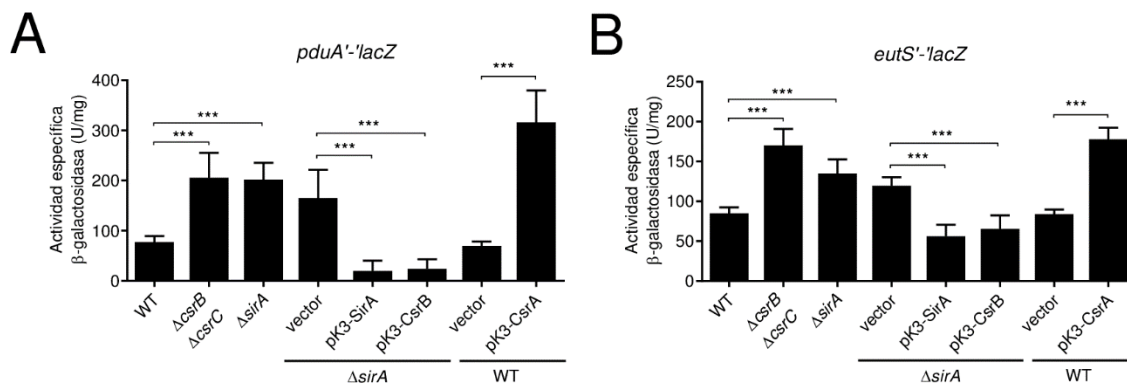 A
pduA'-'lacZ
Actividad específica
β-galactosidasa (U/mg)
400
300
200
100
0
***
***
***
***
***
WT
ΔcsrB
ΔcsrC
ΔsirA
vector
pK3-SirA
pK3-CsrB
vector
pK3-CsrA
ΔsirA
WT
B
eutS'-'lacZ
Actividad específica
β-galactosidasa (U/mg)
250
200
150
100
50
0
***
***
***
***
***
WT
ΔcsrB
ΔcsrC
ΔsirA
vector
pK3-SirA
pK3-CsrB
vector
pK3-CsrA
ΔsirA
WT